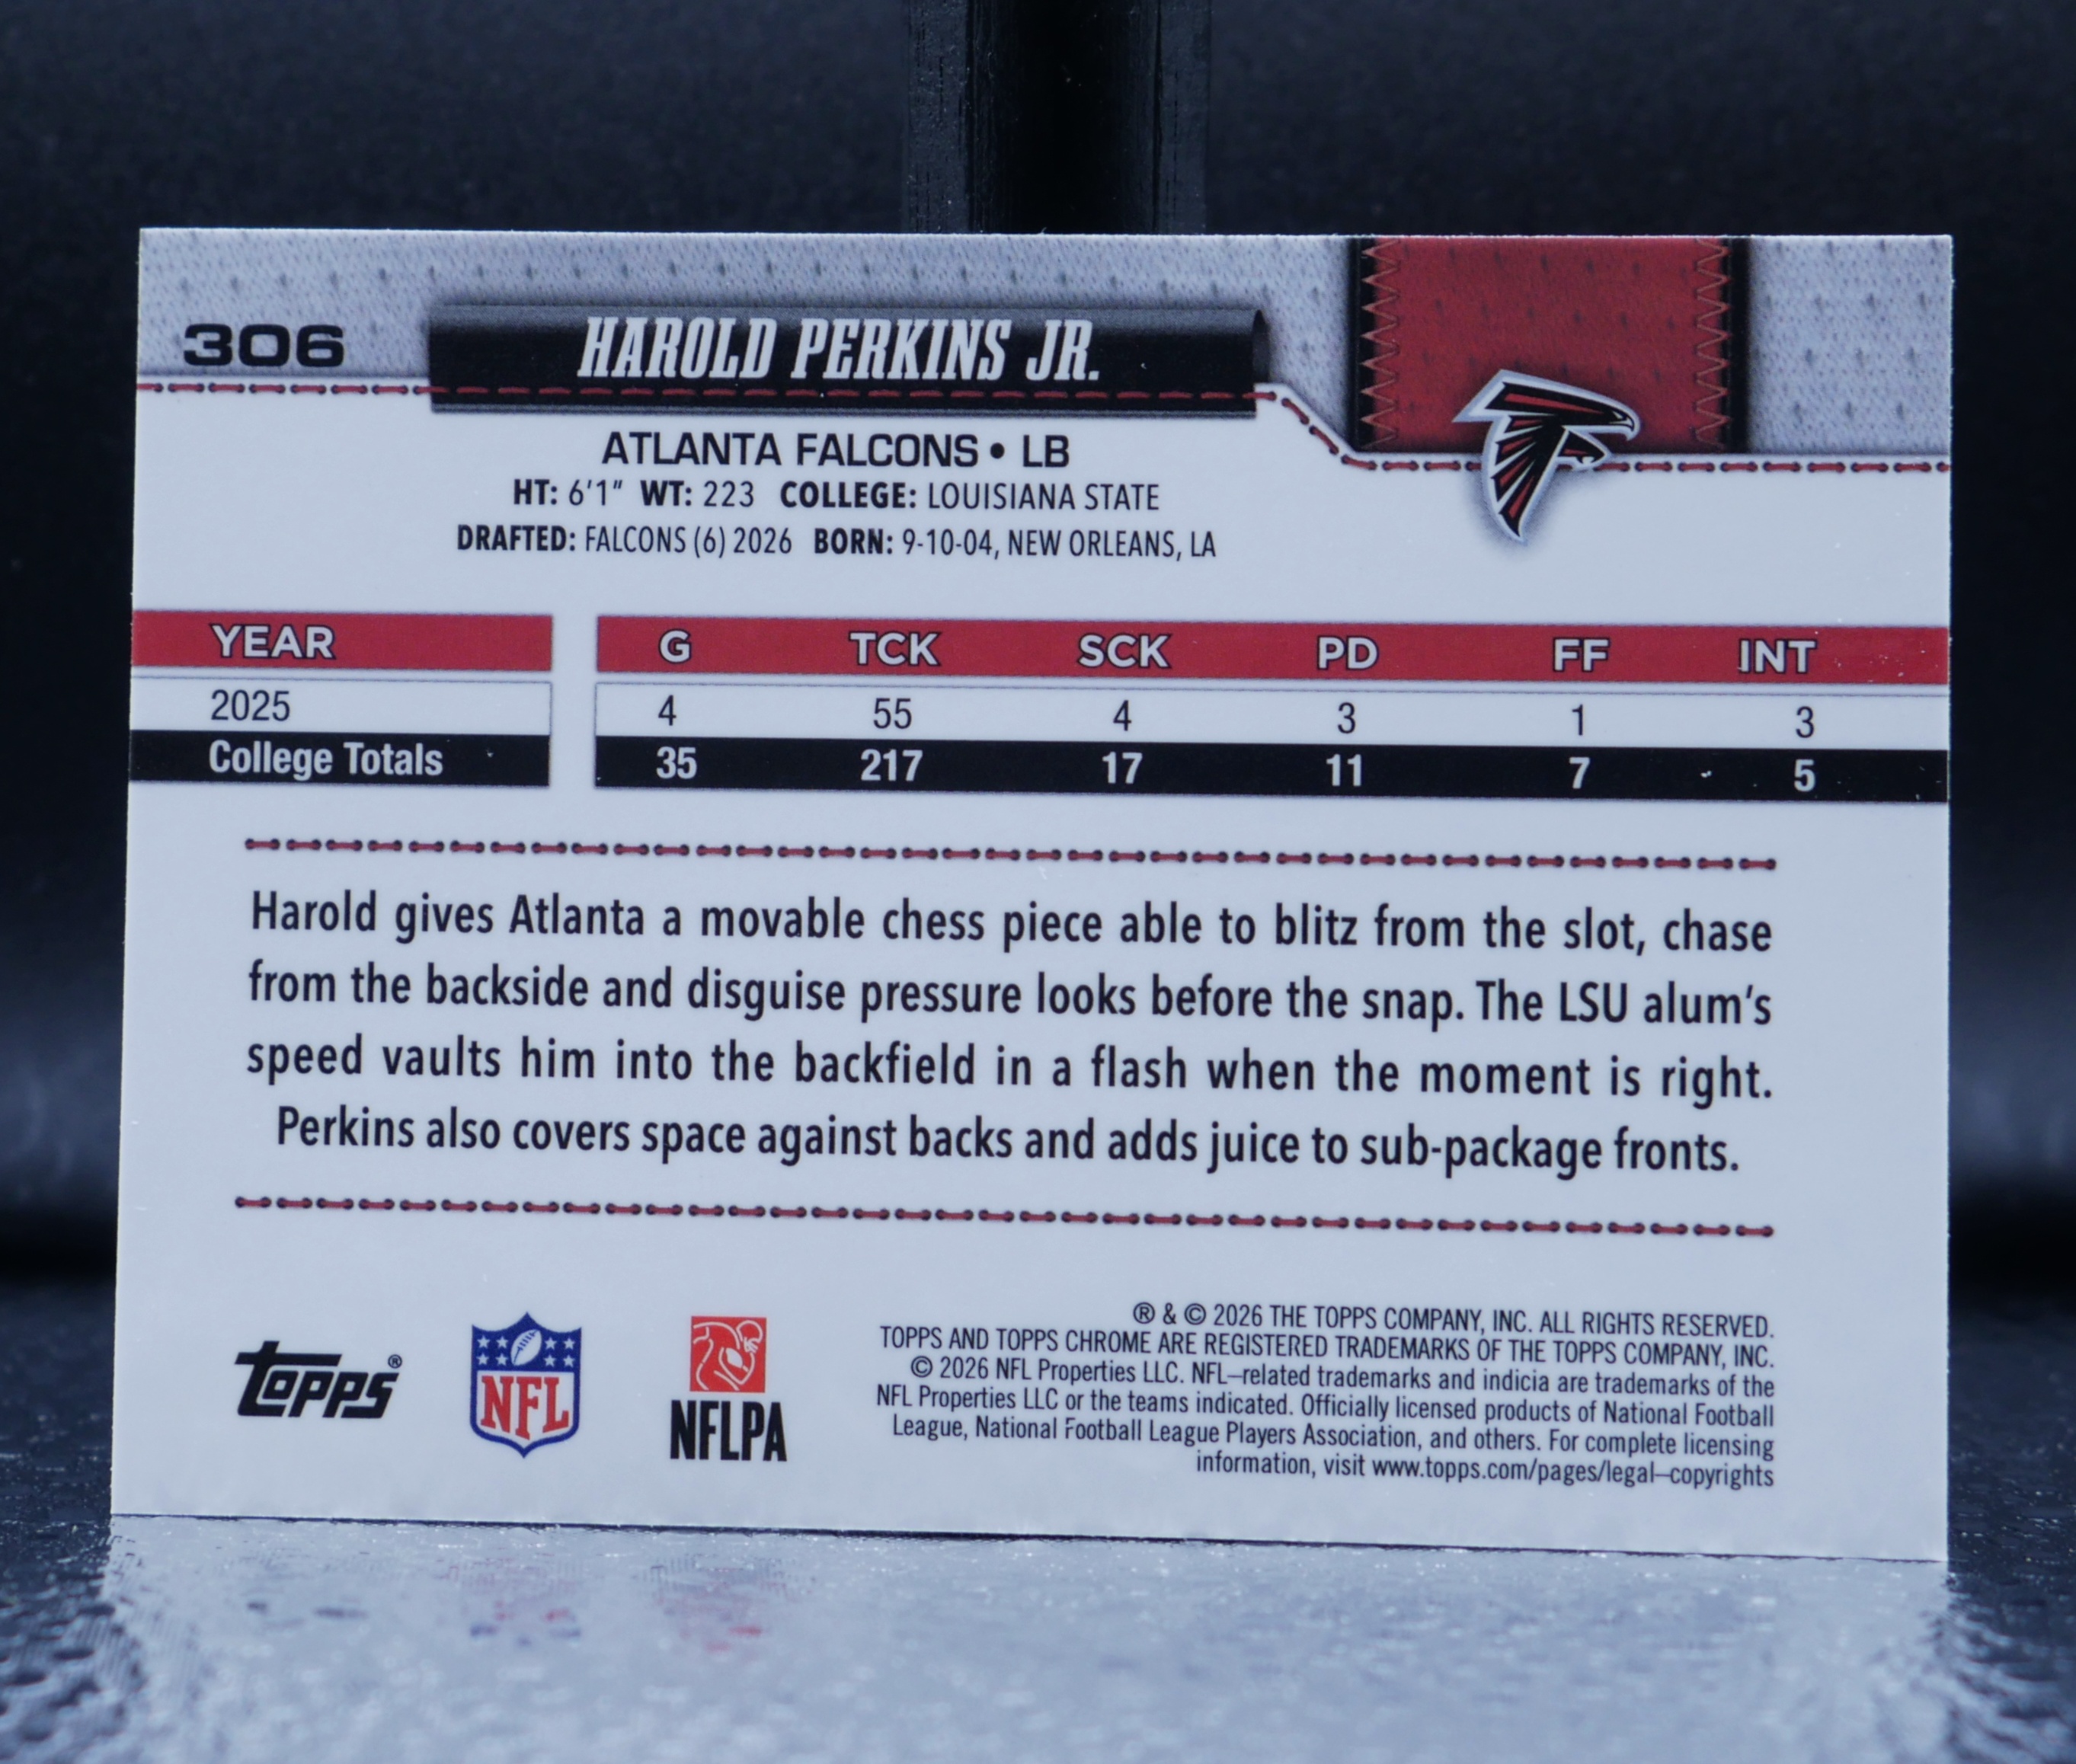 306
HAROLD PERKINS JR.
ATLANTA FALCONS • LB
HT: 6'1" WT: 223 COLLEGE: LOUISIANA STATE
DRAFTED: FALCONS (6) 2026 BORN: 9-10-04, NEW ORLEANS, LA
YEAR G TCK SCK PD FF INT
2025 4 55 4 3 1 3
College Totals 35 217 17 11 7 5
Harold gives Atlanta a movable chess piece able to blitz from the slot, chase
from the backside and disguise pressure looks before the snap. The LSU alum's
speed vaults him into the backfield in a flash when the moment is right.
Perkins also covers space against backs and adds juice to sub-package fronts.
topps®
NFL
NFLPA
® & © 2026 THE TOPPS COMPANY, INC. ALL RIGHTS RESERVED.
TOPPS AND TOPPS CHROME ARE REGISTERED TRADEMARKS OF THE TOPPS COMPANY, INC.
© 2026 NFL Properties LLC. NFL–related trademarks and indicia are trademarks of the
NFL Properties LLC or the teams indicated. Officially licensed products of National Football
League, National Football League Players Association, and others. For complete licensing
information, visit www.topps.com/pages/legal–copyrights